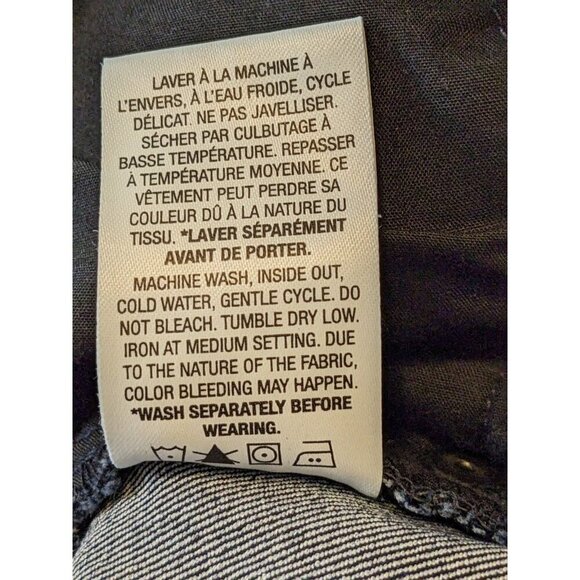 LAVER À LA MACHINE À
L'ENVERS, À L'EAU FROIDE, CYCLE
DÉLICAT. NE PAS JAVELLISER.
SÉCHER PAR CULBUTAGE À
BASSE TEMPÉRATURE. REPASSER
À TEMPÉRATURE MOYENNE. CE
VÊTEMENT PEUT PERDRE SA
COULEUR DÛ À LA NATURE DU
TISSU. *LAVER SÉPARÉMENT
AVANT DE PORTER.
MACHINE WASH, INSIDE OUT,
COLD WATER, GENTLE CYCLE. DO
NOT BLEACH. TUMBLE DRY LOW.
IRON AT MEDIUM SETTING. DUE
TO THE NATURE OF THE FABRIC,
COLOR BLEEDING MAY HAPPEN.
*WASH SEPARATELY BEFORE
WEARING.